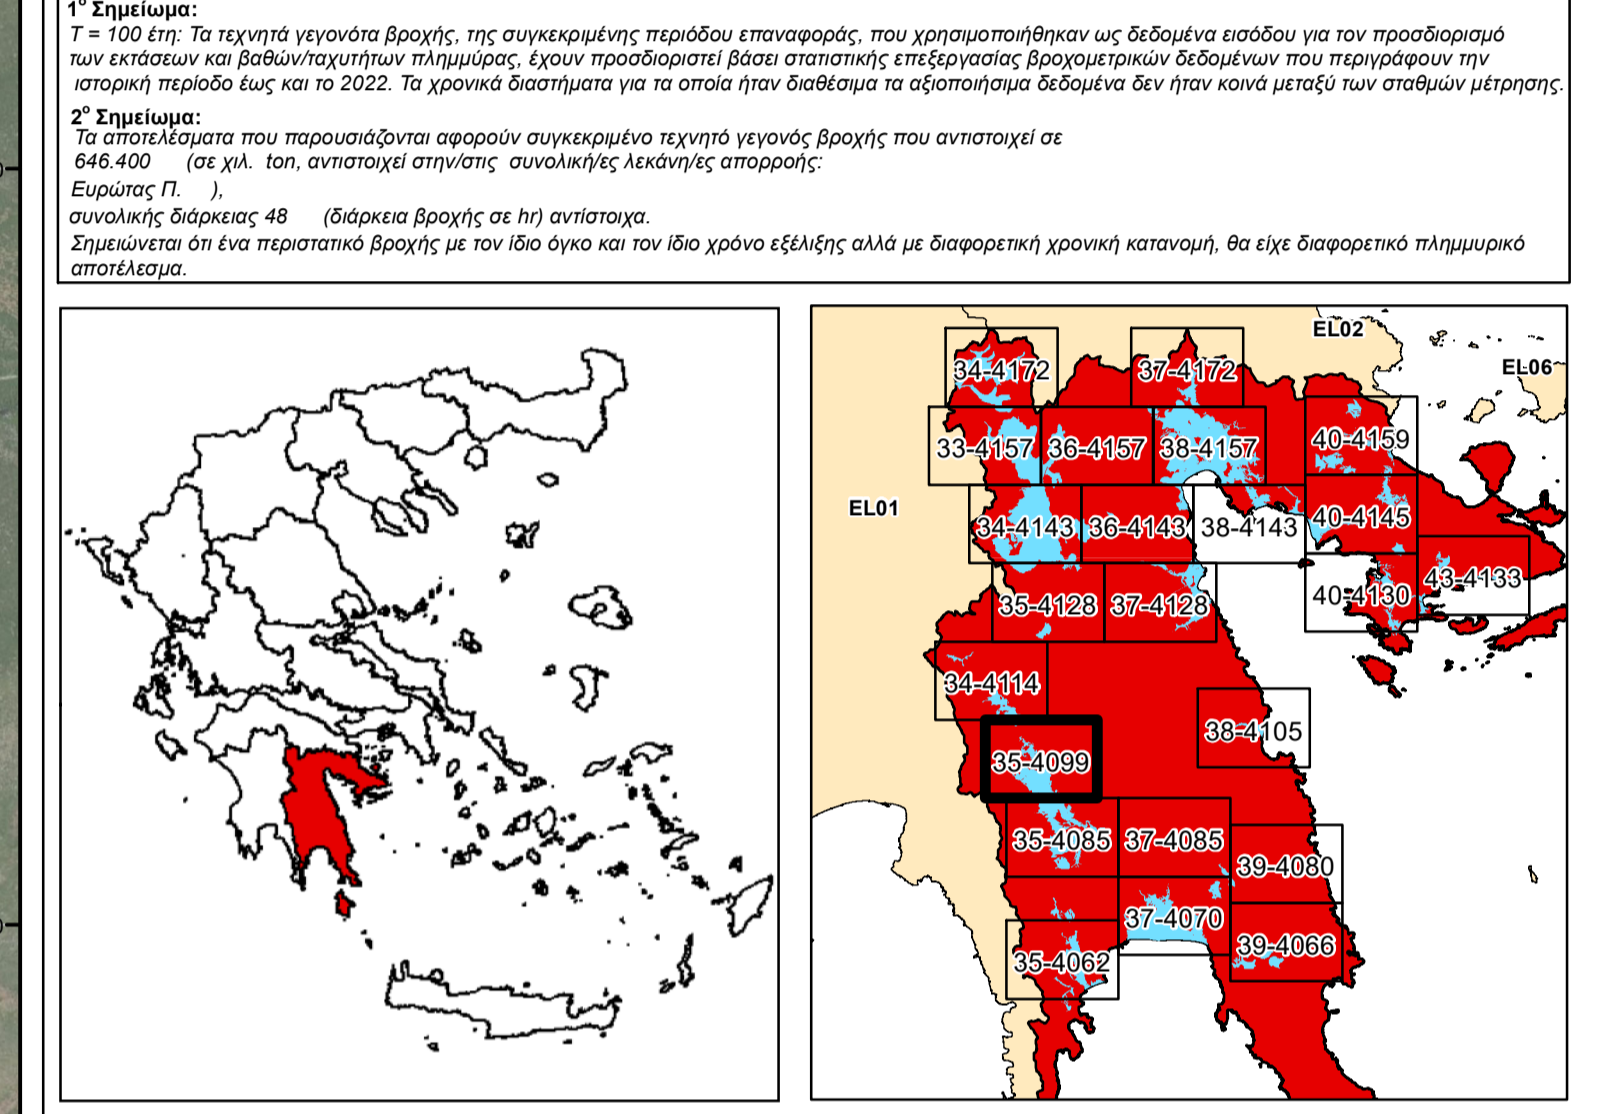 1ο Σημείωμα:
T = 100 έτη: Τα τεχνητά γεγονότα βροχής, της συγκεκριμένης περιόδου επαναφοράς, που χρησιμοποιήθηκαν ως δεδομένα εισόδου για τον προσδιορισμό
των εκτάσεων και βαθών/ταχυτήτων πλημμύρας, έχουν προσδιοριστεί βάσει στατιστικής επεξεργασίας βροχομετρικών δεδομένων που περιγράφουν την
ιστορική περίοδο έως και το 2022. Τα χρονικά διαστήματα για τα οποία ήταν διαθέσιμα τα αξιοποιήσιμα δεδομένα δεν ήταν κοινά μεταξύ των σταθμών μέτρησης.
2ο Σημείωμα:
Τα αποτελέσματα που παρουσιάζονται αφορούν συγκεκριμένο τεχνητό γεγονός βροχής που αντιστοιχεί σε
646.400 (σε χιλ. ton, αντιστοιχεί στην/στις συνολική/ες λεκάνη/ες απορροής:
Ευρώτας Π. ),
συνολικής διάρκειας 48 (διάρκεια βροχής σε hr) αντίστοιχα.
Σημειώνεται ότι ένα περιστατικό βροχής με τον ίδιο όγκο και τον ίδιο χρόνο εξέλιξης αλλά με διαφορετική χρονική κατανομή, θα είχε διαφορετικό πλημμυρικό
αποτέλεσμα.
EL02
34-4172 37-4172 EL06
33-4157 36-4157 38-4157 40-4159
EL01 34-4143 36-4143 38-4143 40-4145
35-4128 37-4128 40-4130 43-4133
34-4114
38-4105
35-4099
35-4085 37-4085
39-4080
37-4070
39-4066
35-4062